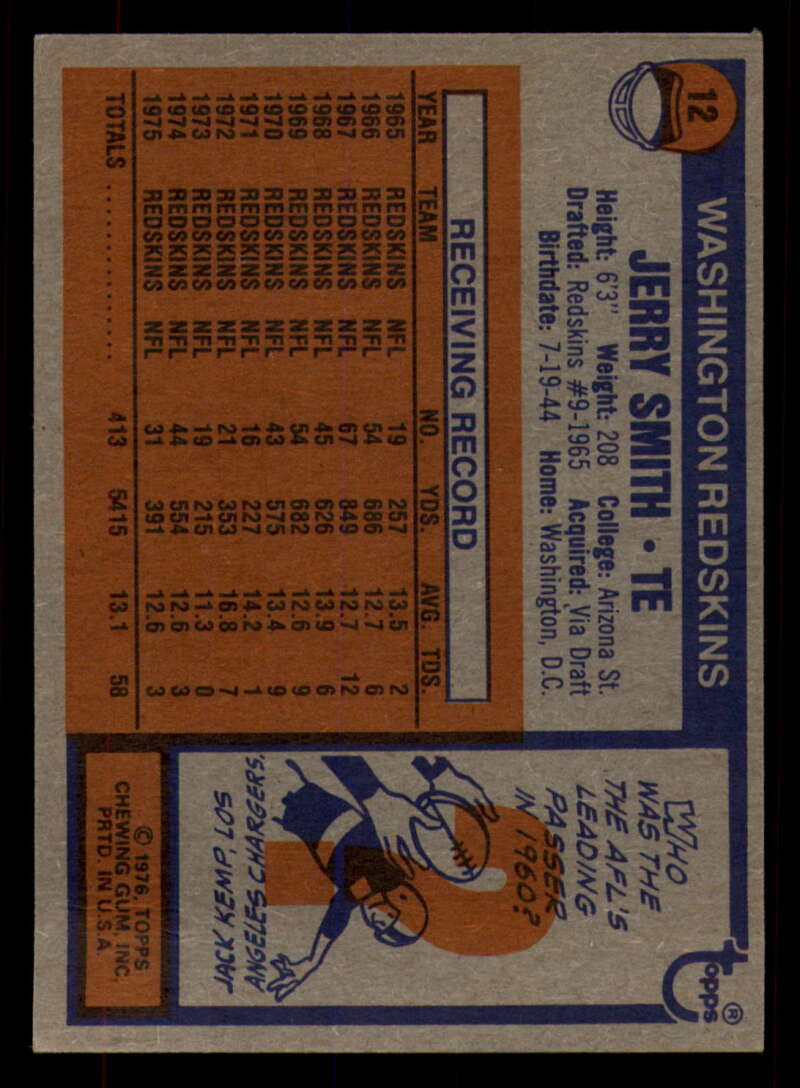 12
WASHINGTON REDSKINS
JERRY SMITH • TE
Height: 6'3" Weight: 208 College: Arizona St.
Drafted: Redskins #9-1965 Acquired: Via Draft
Birthdate: 7-19-44 Home: Washington, D.C.
RECEIVING RECORD
YEAR TEAM NO. YDS. AVG. TDS.
1965 REDSKINS NFL 19 257 13.5 2
1966 REDSKINS NFL 54 686 12.7 6
1967 REDSKINS NFL 67 849 12.7 12
1968 REDSKINS NFL 45 626 13.9 6
1969 REDSKINS NFL 54 682 12.6 9
1970 REDSKINS NFL 43 575 13.4 9
1971 REDSKINS NFL 16 227 14.2 1
1972 REDSKINS NFL 21 353 16.8 7
1973 REDSKINS NFL 19 215 11.3 0
1974 REDSKINS NFL 44 554 12.6 3
1975 REDSKINS NFL 31 391 12.6 3
TOTALS .............. 413 5415 13.1 58
topps®
WHO
WAS THE
THE AFL'S
LEADING
PASSER
IN 1960?
JACK KEMP, LOS
ANGELES CHARGERS.
© 1976, TOPPS
CHEWING GUM, INC,
PRTD. IN U.S.A.